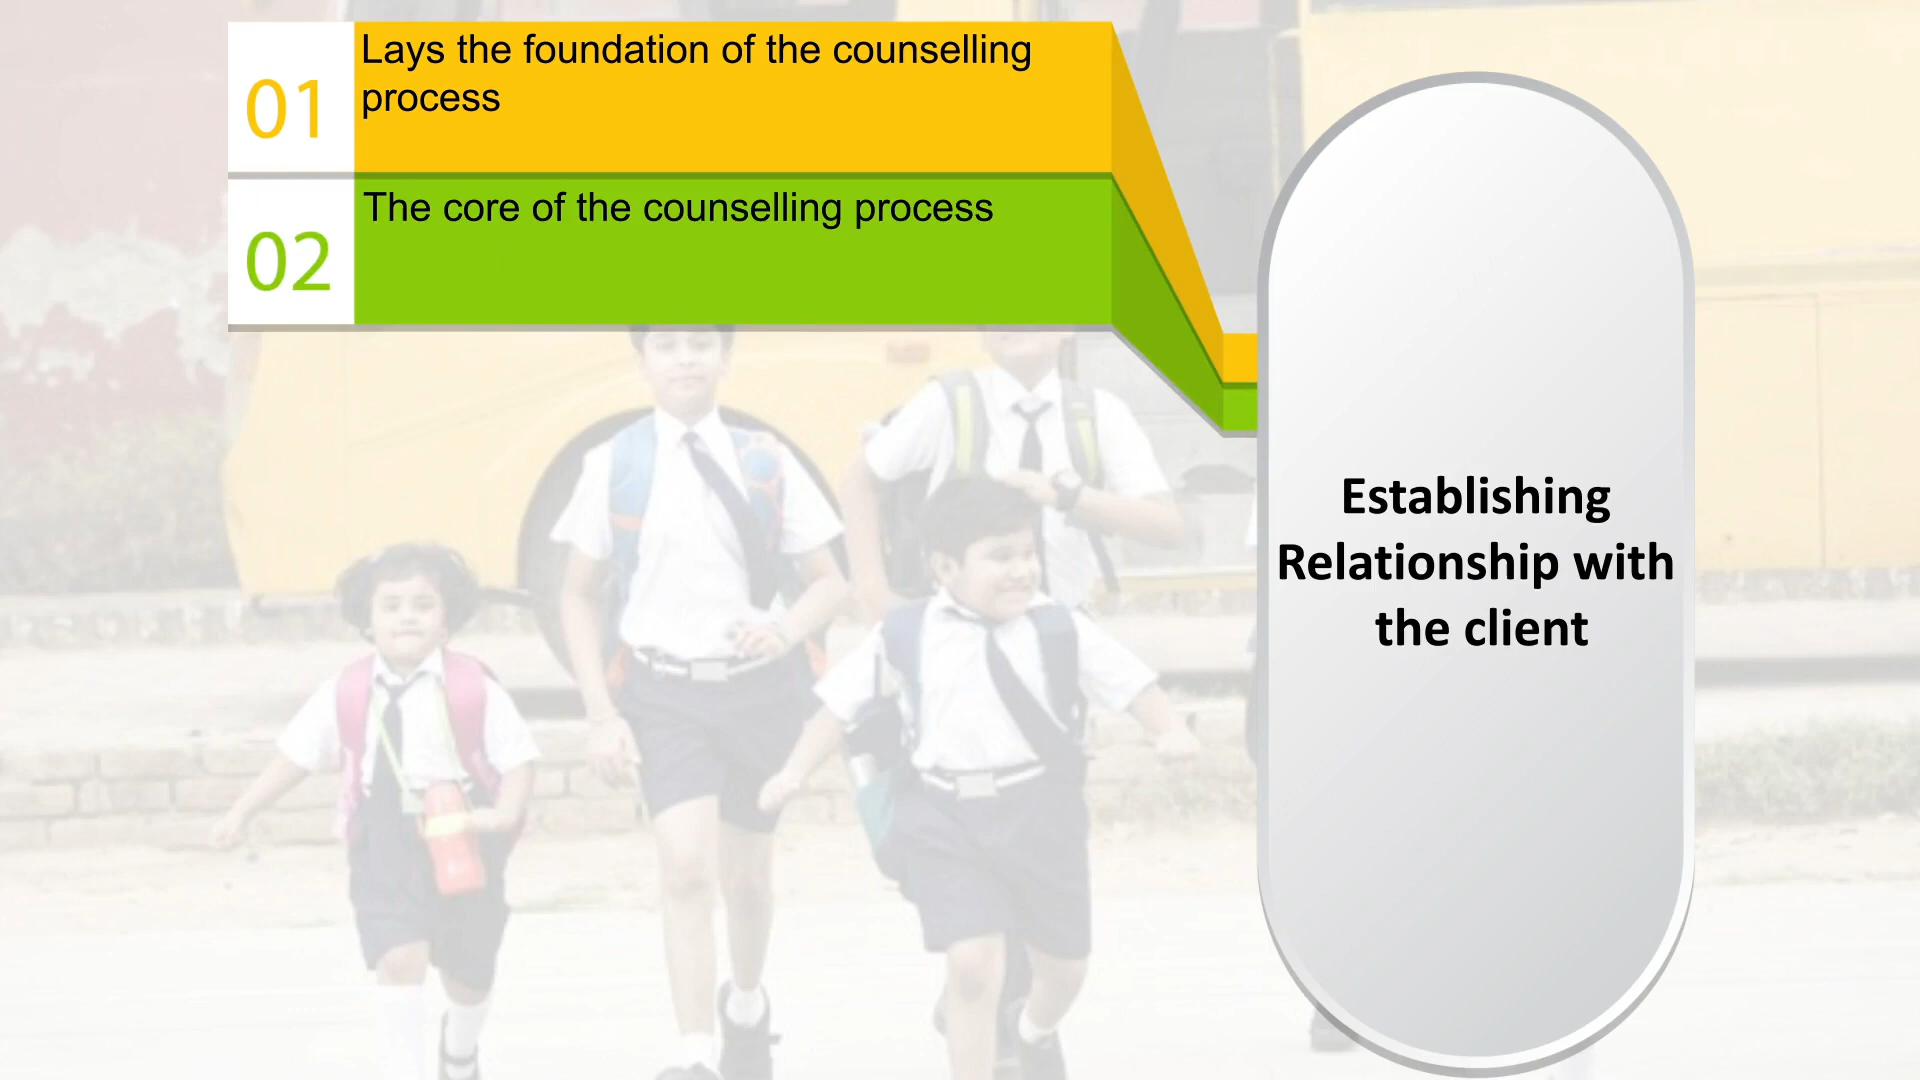 01
Lays the foundation of the counselling
process
02
The core of the counselling process
Establishing
Relationship with
the client